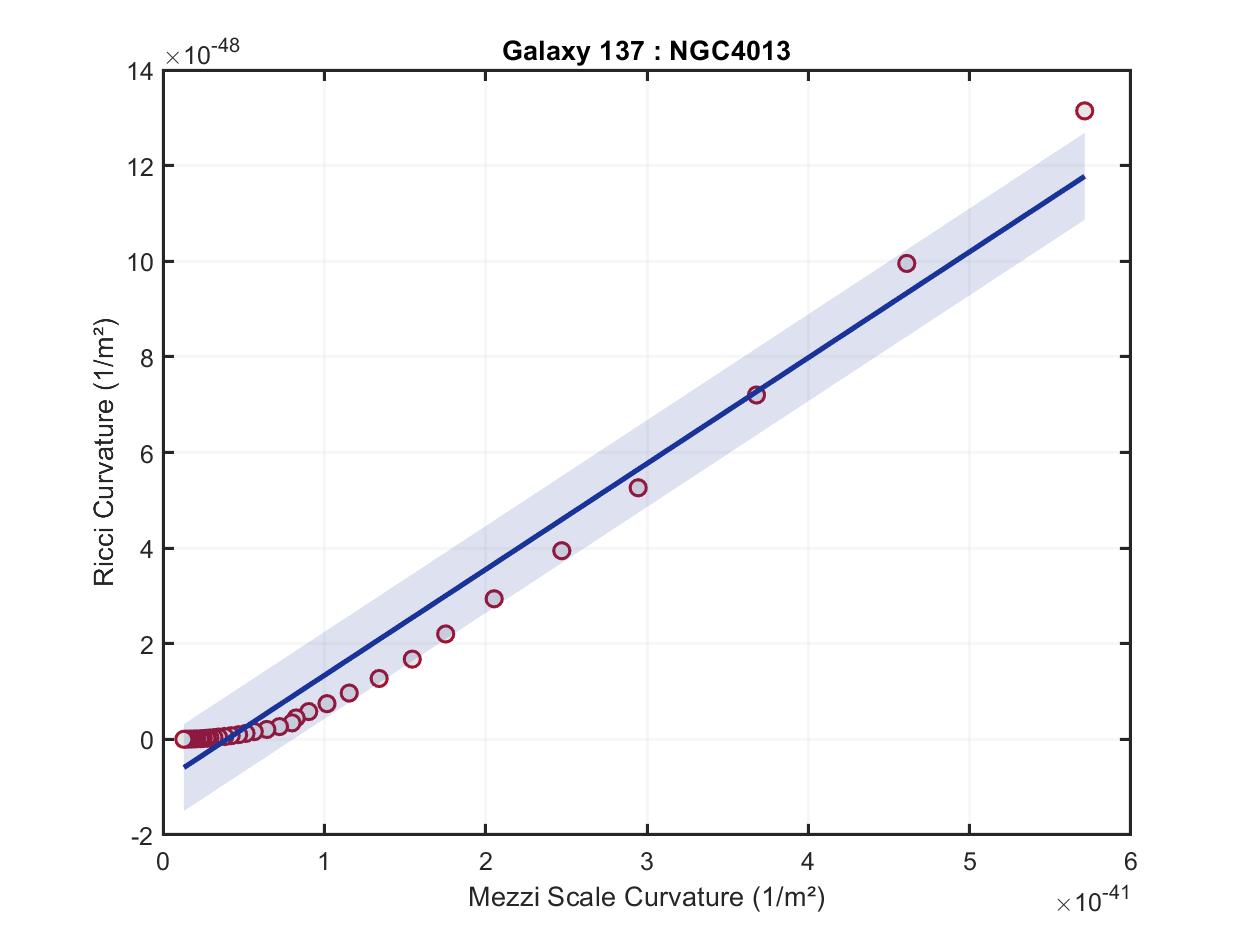 Galaxy 137 : NGC4013
×10⁻⁴⁸
14
12
10
8
6
4
2
0
-2
Ricci Curvature (1/m²)
0 1 2 3 4 5 6
Mezzi Scale Curvature (1/m²)
×10⁻⁴¹